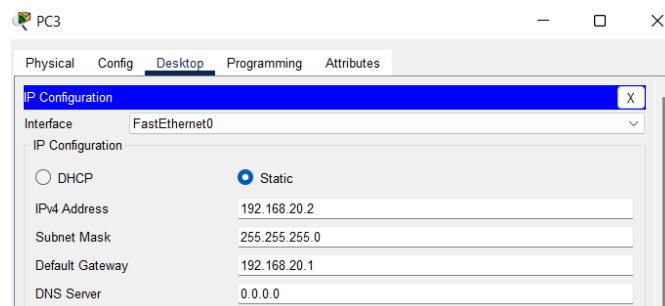 PC3
Physical Config Desktop Programming Attributes
IP Configuration X
Interface FastEthernet0
IP Configuration
DHCP Static
IPv4 Address 192.168.20.2
Subnet Mask 255.255.255.0
Default Gateway 192.168.20.1
DNS Server 0.0.0.0